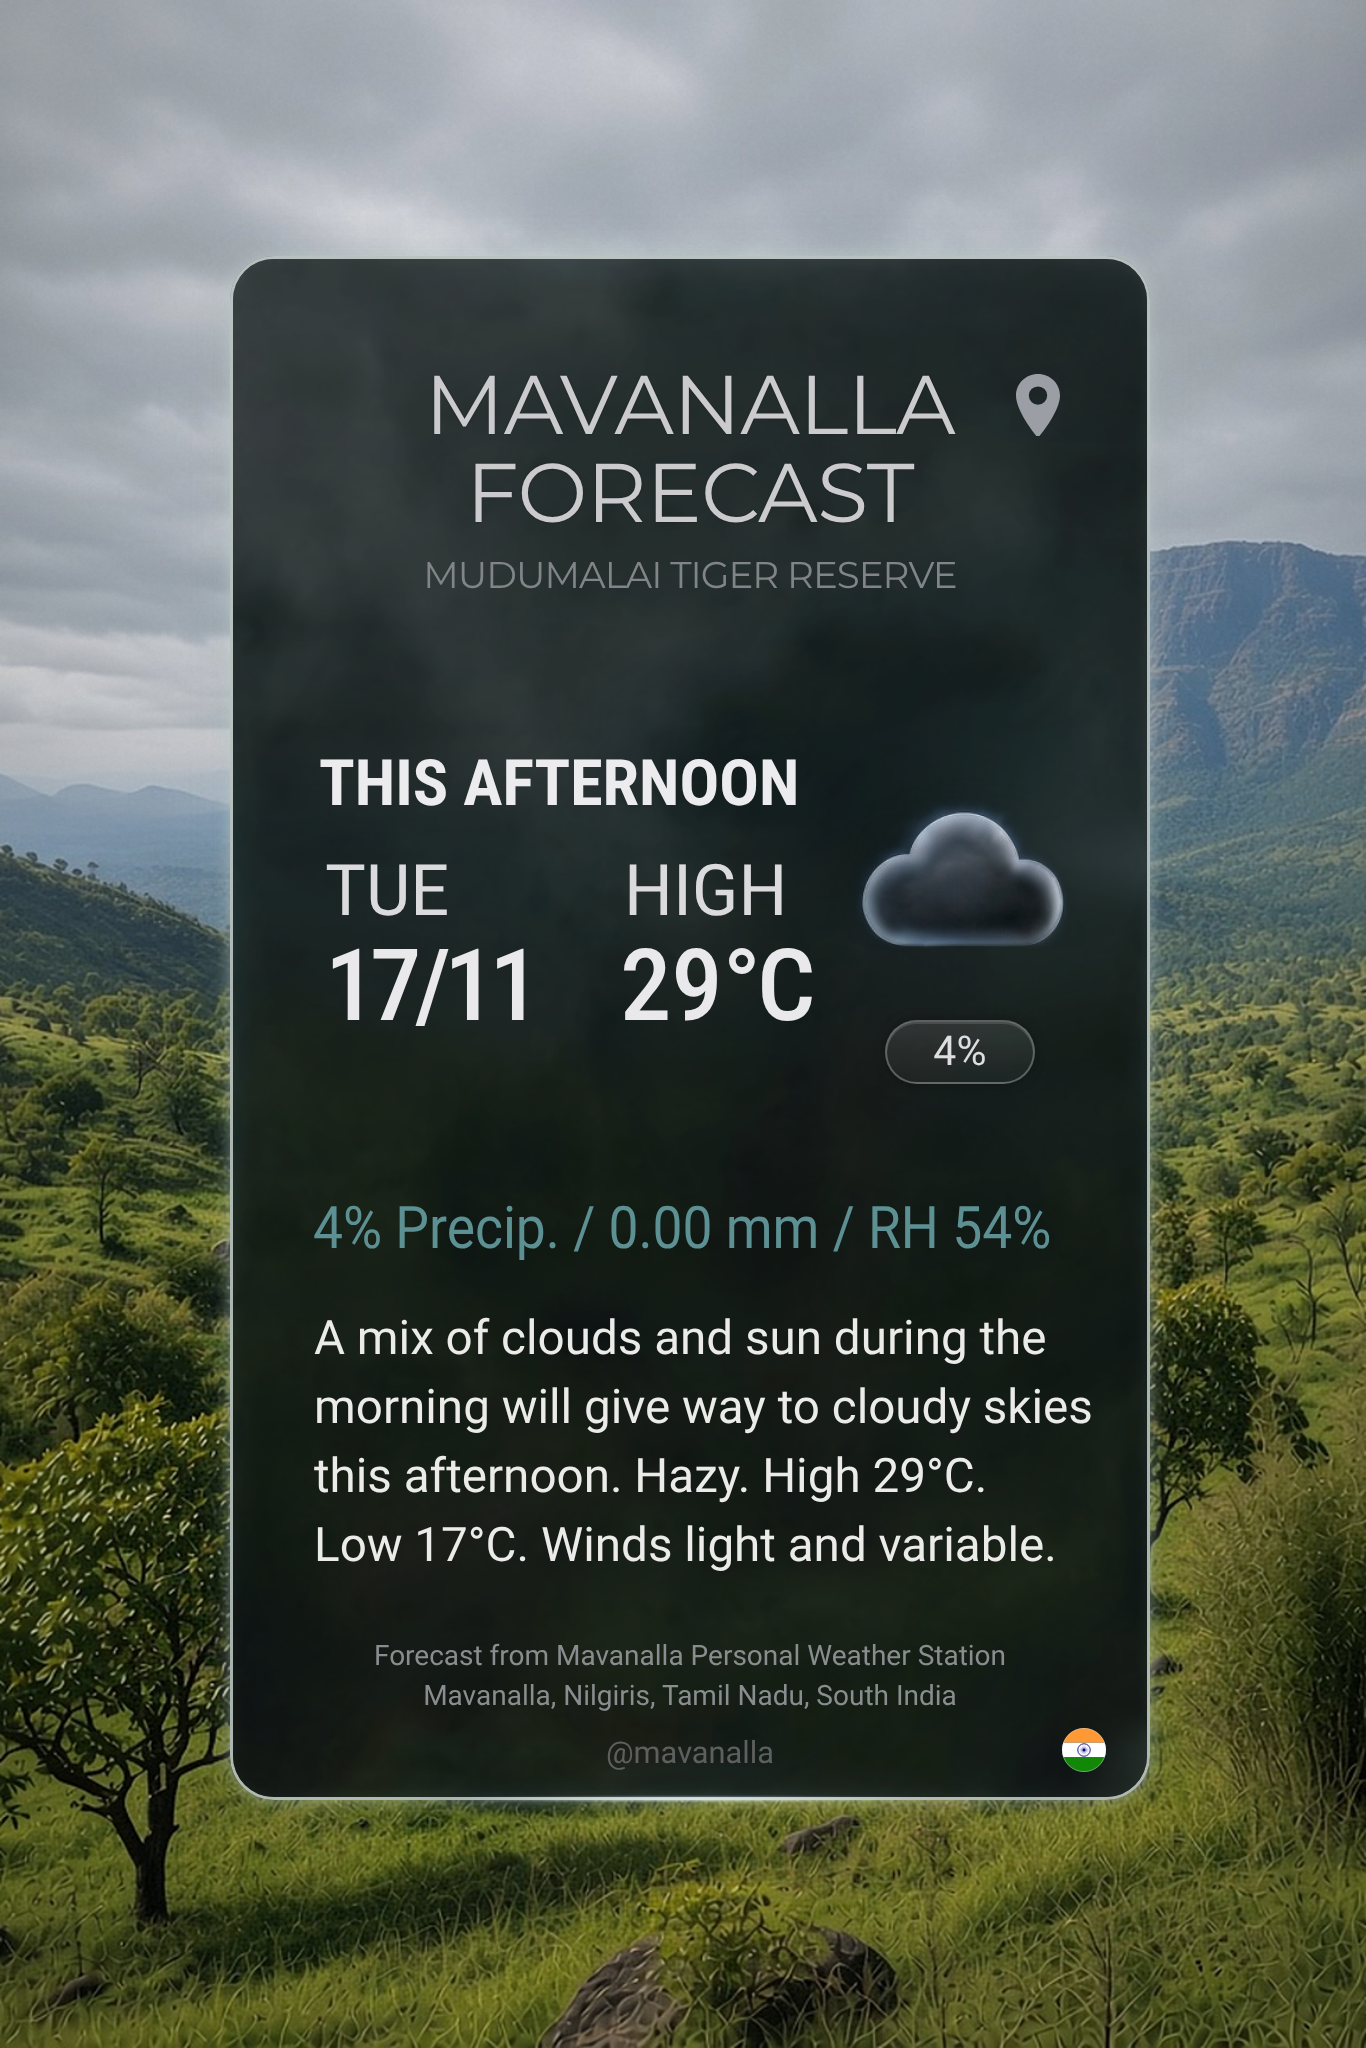 MAVANALLA
FORECAST
MUDUMALAI TIGER RESERVE
THIS AFTERNOON
TUE HIGH
17/11 29°C
4%
4% Precip. / 0.00 mm / RH 54%
A mix of clouds and sun during the
morning will give way to cloudy skies
this afternoon. Hazy. High 29°C.
Low 17°C. Winds light and variable.
Forecast from Mavanalla Personal Weather Station
Mavanalla, Nilgiris, Tamil Nadu, South India
@mavanalla